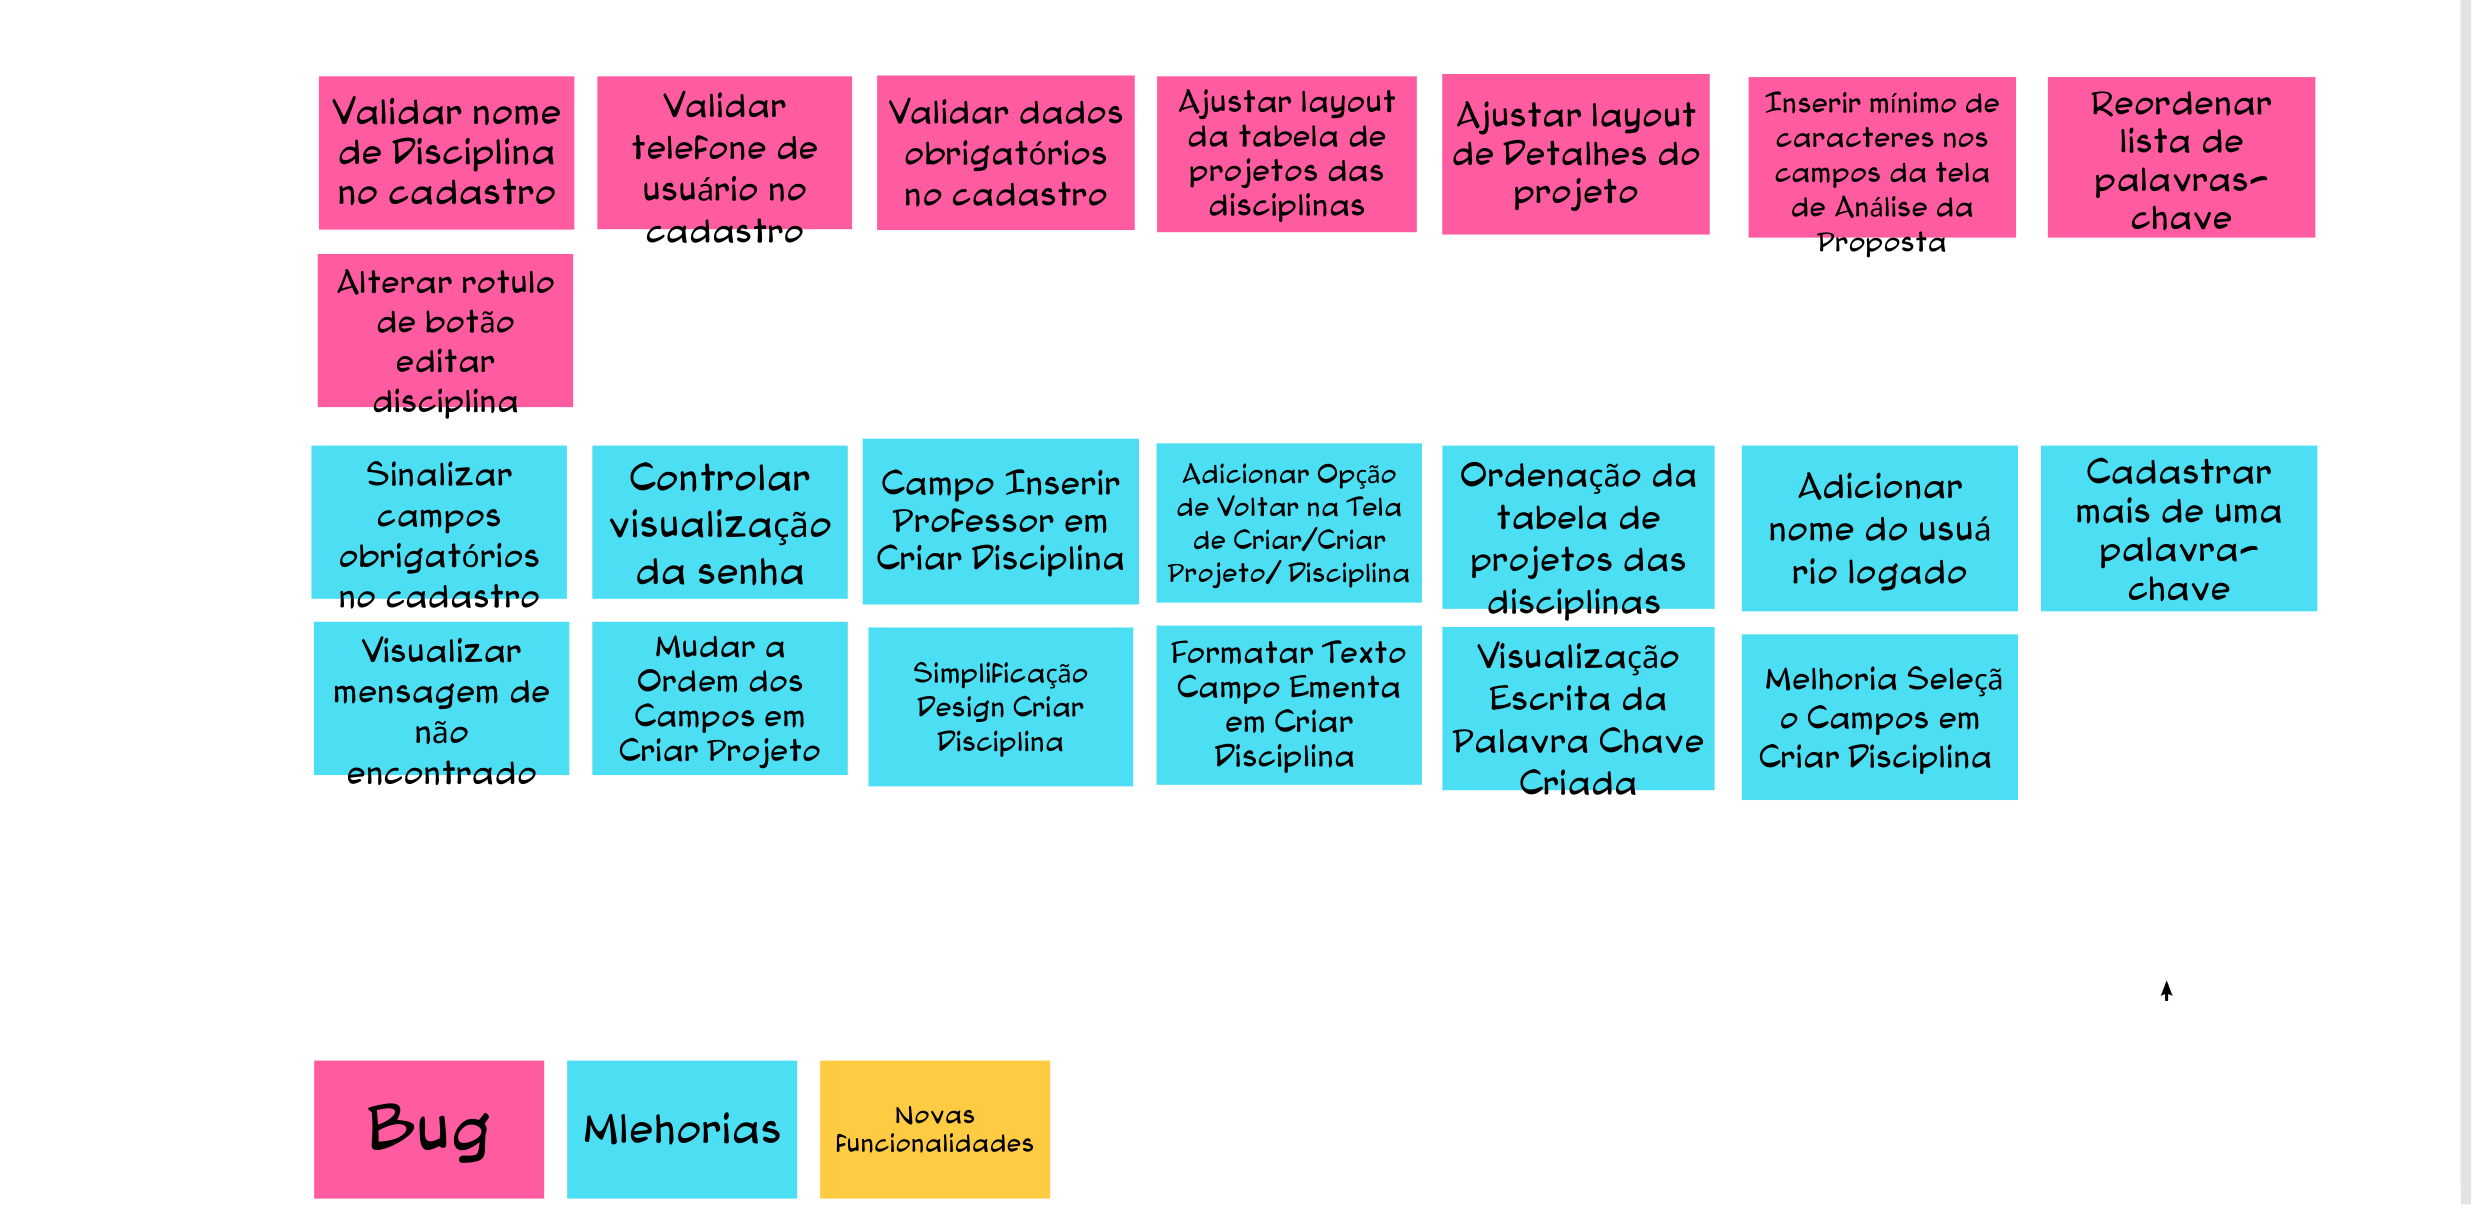 Validar nome
de Disciplina
no cadastro
Validar
telefone de
usuário no
cadastro
Validar dados
obrigatórios
no cadastro
Ajustar layout
da tabela de
projetos das
disciplinas
Ajustar layout
de Detalhes do
projeto
Inserir mínimo de
caracteres nos
campos da tela
de Análise da
Proposta
Reordenar
lista de
palavras-
chave
Alterar rotulo
de botão
editar
disciplina
Sinalizar
campos
obrigatórios
no cadastro
Controlar
visualização
da senha
Campo Inserir
Professor em
Criar Disciplina
Adicionar Opção
de Voltar na Tela
de Criar/Criar
Projeto/ Disciplina
Ordenação da
tabela de
projetos das
disciplinas
Adicionar
nome do usuá
rio logado
Cadastrar
mais de uma
palavra-
chave
Visualizar
mensagem de
não
encontrado
Mudar a
Ordem dos
Campos em
Criar Projeto
Simplificação
Design Criar
Disciplina
Formatar Texto
Campo Ementa
em Criar
Disciplina
Visualização
Escrita da
Palavra Chave
Criada
Melhoria Seleçã
o Campos em
Criar Disciplina
Bug
Mlehorias
Novas
Funcionalidades